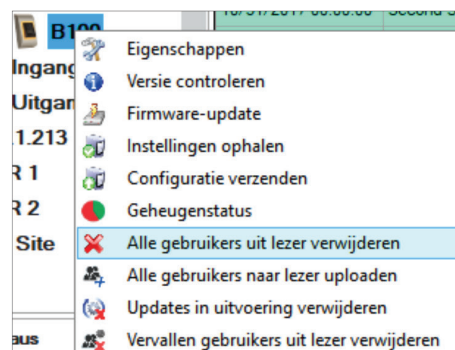 B100
Ingang
Uitgan
.1.213
R 1
R 2
Site
Eigenschappen
Versie controleren
Firmware-update
Instellingen ophalen
Configuratie verzenden
Geheugenstatus
Alle gebruikers uit lezer verwijderen
Alle gebruikers naar lezer uploaden
Updates in uitvoering verwijderen
Vervallen gebruikers uit lezer verwijderen